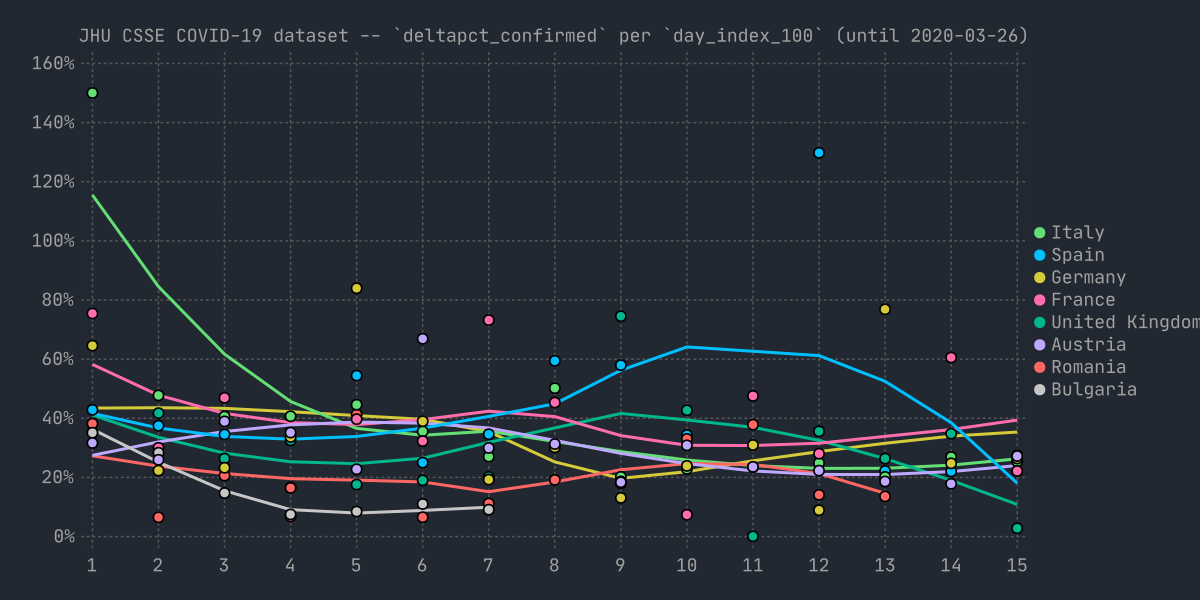 JHU CSSE COVID-19 dataset -- `deltapct_confirmed` per `day_index_100` (until 2020-03-26)
160%
140%
120%
100%
80%
60%
40%
20%
0%
1 2 3 4 5 6 7 8 9 10 11 12 13 14 15
Italy
Spain
Germany
France
United Kingdom
Austria
Romania
Bulgaria